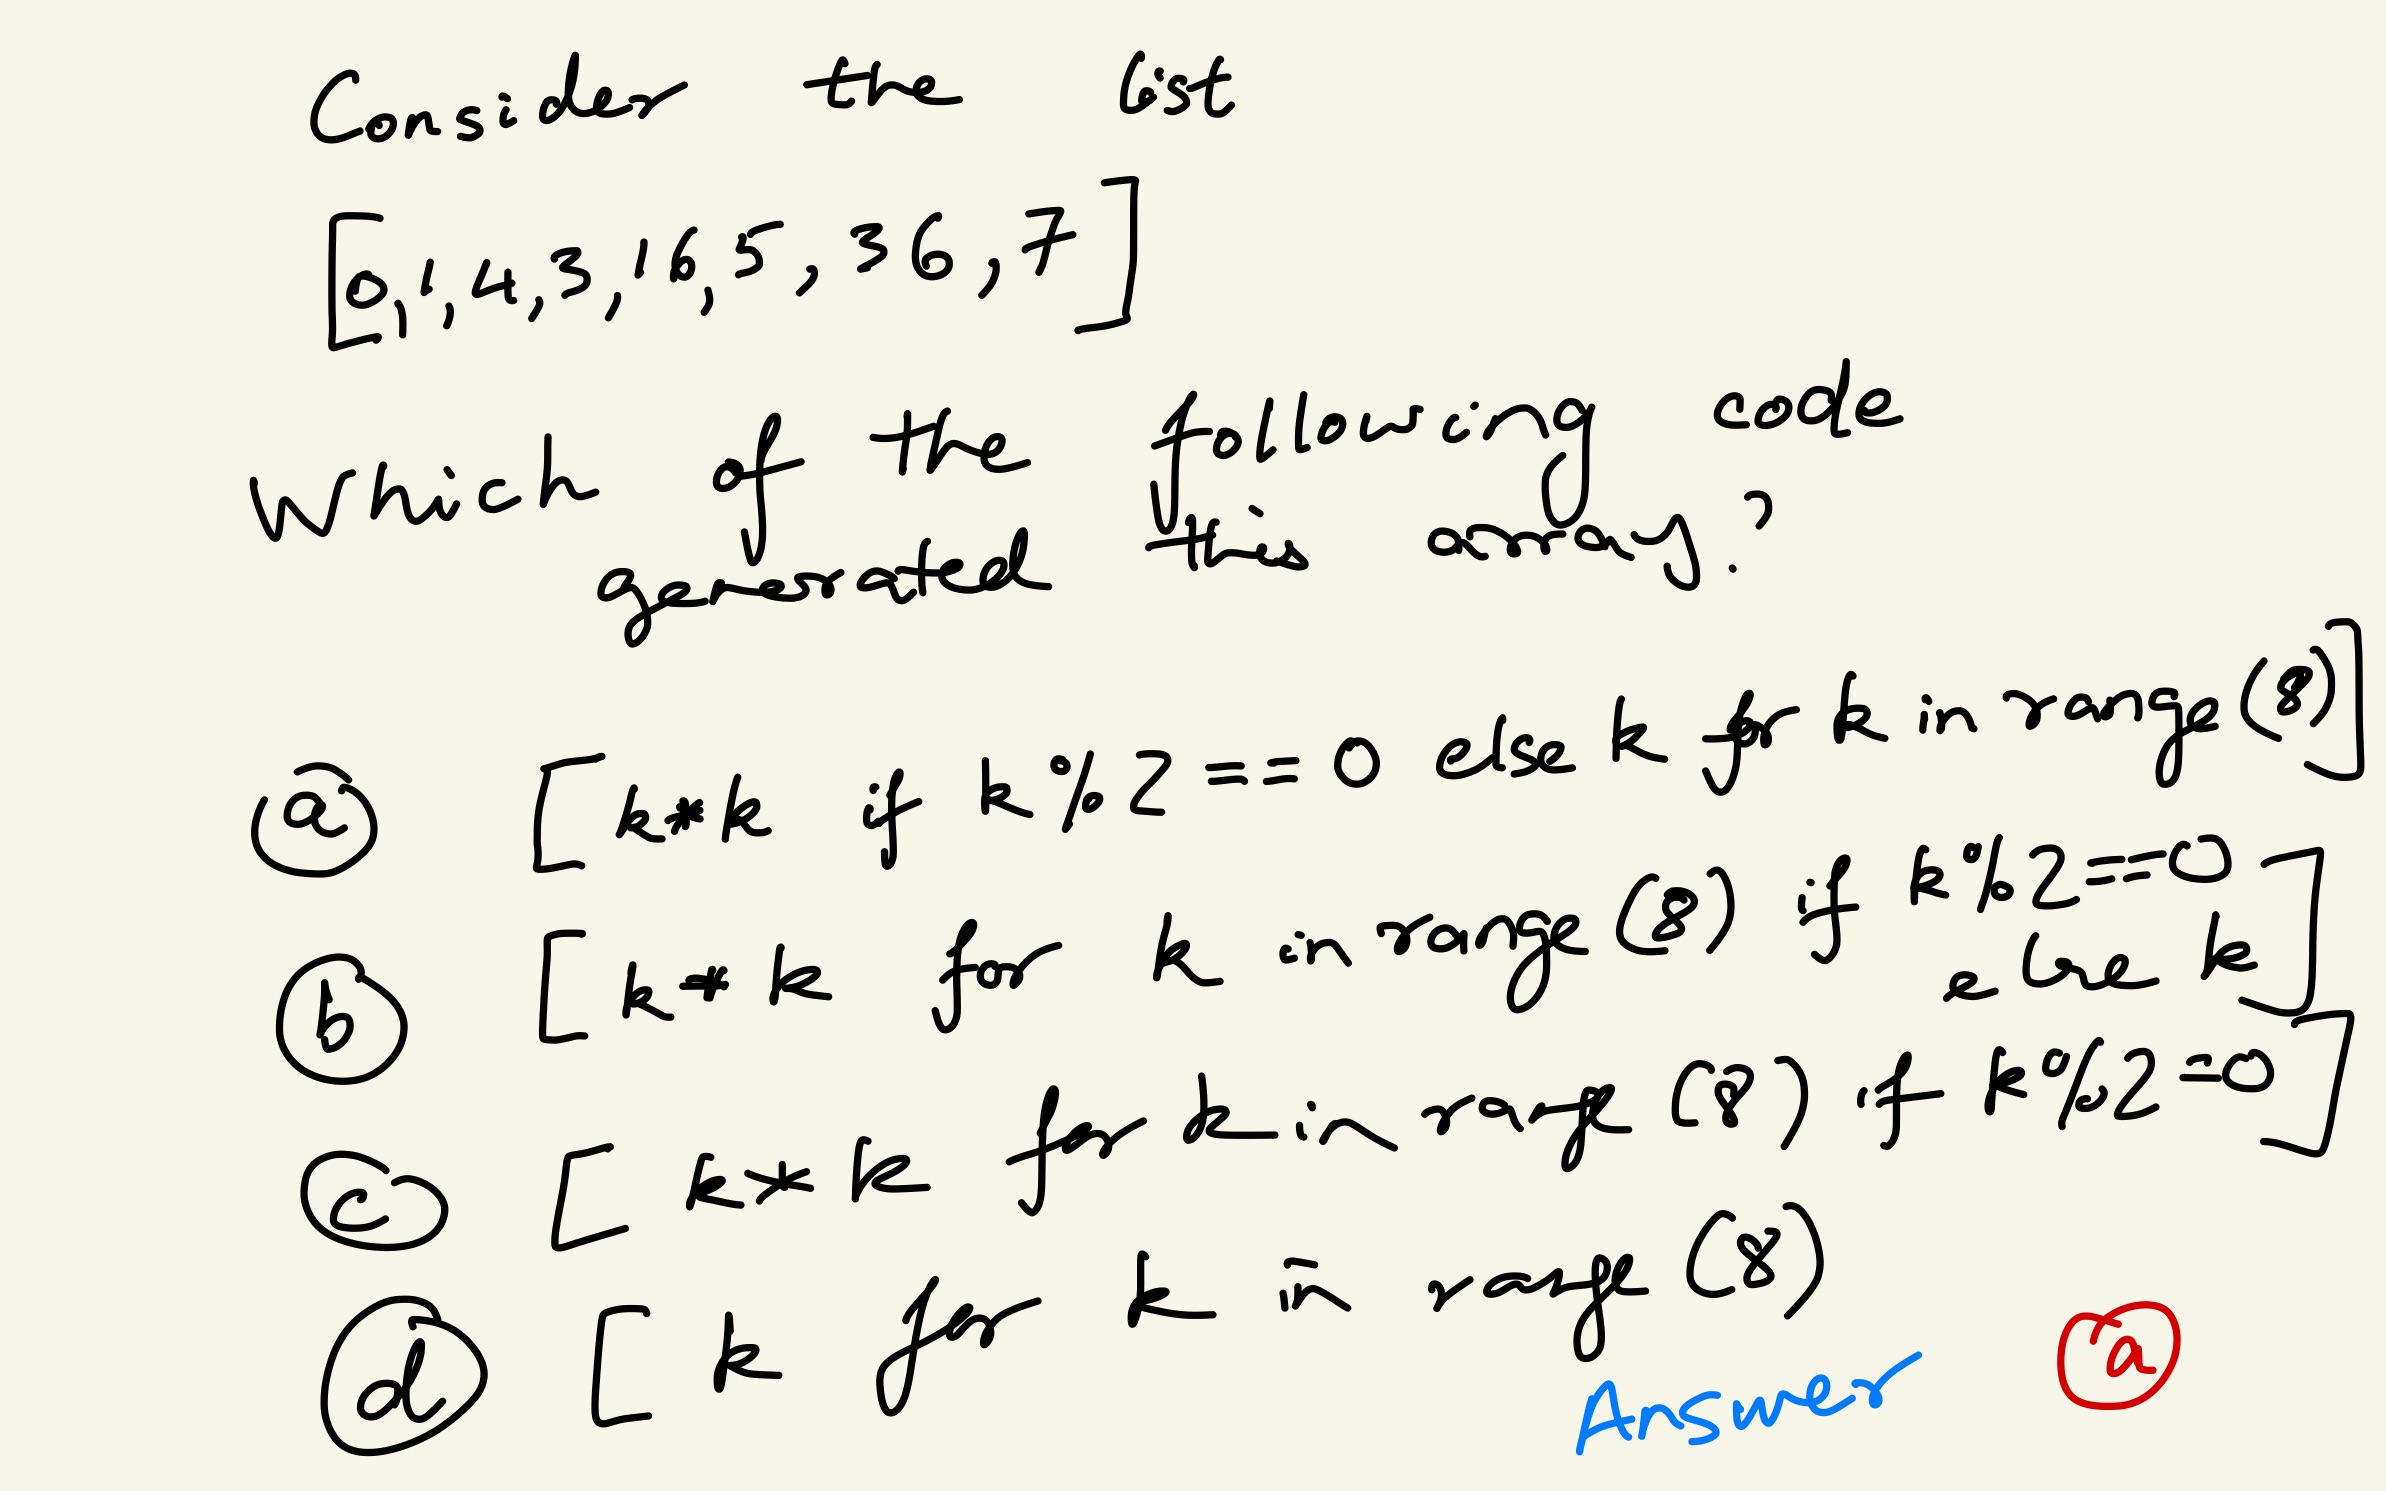 Consider the list
[0,1,4,3,16,5,36,7]
Which of the following code
generated this array?
a [k*k if k%2==0 else k for k in range(8)]
b [k*k for k in range(8) if k%2==0
else k]
c [k*k for k in range(8) if k%2=0]
d [k for k in range(8)
Answer a